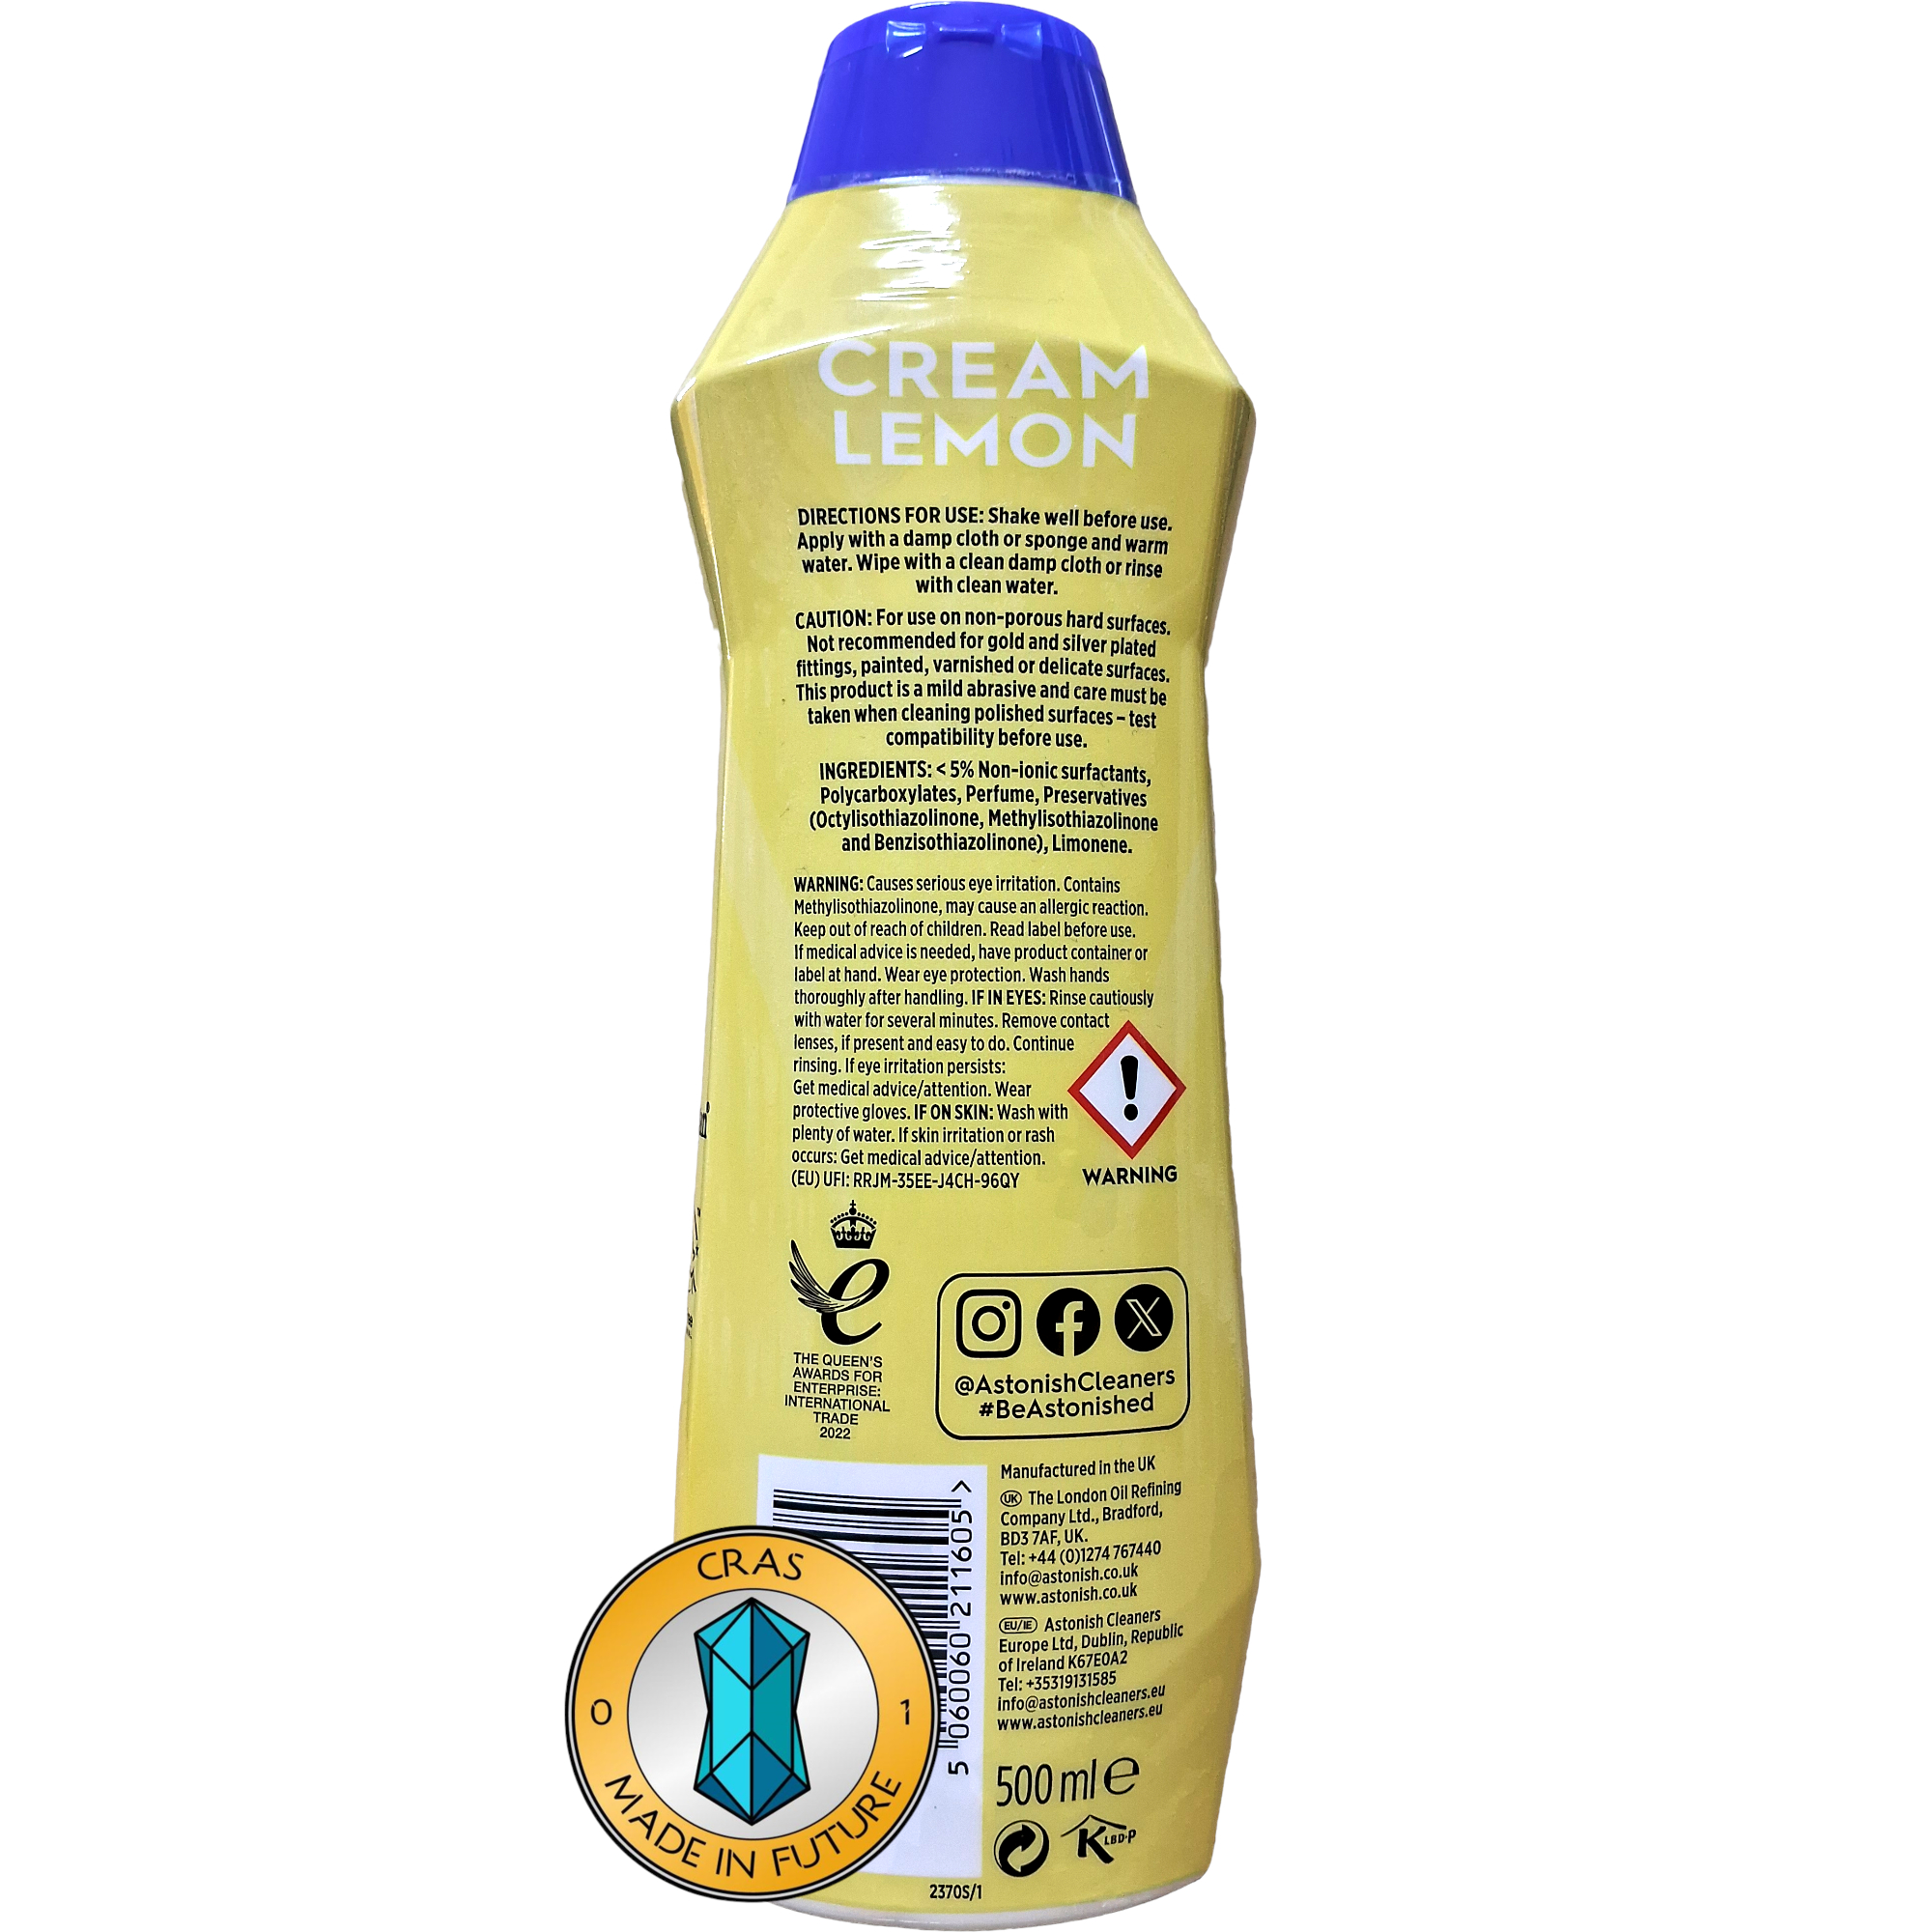 CREAM
LEMON
DIRECTIONS FOR USE: Shake well before use.
Apply with a damp cloth or sponge and warm
water. Wipe with a clean damp cloth or rinse
with clean water.
CAUTION: For use on non-porous hard surfaces.
Not recommended for gold and silver plated
fittings, painted, varnished or delicate surfaces.
This product is a mild abrasive and care must be
taken when cleaning polished surfaces – test
compatibility before use.
INGREDIENTS: < 5% Non-ionic surfactants,
Polycarboxylates, Perfume, Preservatives
(Octylisothiazolinone, Methylisothiazolinone
and Benzisothiazolinone), Limonene.
WARNING: Causes serious eye irritation. Contains
Methylisothiazolinone, may cause an allergic reaction.
Keep out of reach of children. Read label before use.
If medical advice is needed, have product container or
label at hand. Wear eye protection. Wash hands
thoroughly after handling. IF IN EYES: Rinse cautiously
with water for several minutes. Remove contact
lenses, if present and easy to do. Continue
rinsing. If eye irritation persists:
Get medical advice/attention. Wear
protective gloves. IF ON SKIN: Wash with
plenty of water. If skin irritation or rash
occurs: Get medical advice/attention.
(EU) UFI: RRJM-35EE-J4CH-96QY
WARNING
THE QUEEN'S
AWARDS FOR
ENTERPRISE:
INTERNATIONAL
TRADE
2022
@AstonishCleaners
#BeAstonished
Manufactured in the UK
UK The London Oil Refining
Company Ltd., Bradford,
BD3 7AF, UK.
Tel: +44 (0)1274 767440
info@astonish.co.uk
www.astonish.co.uk
EU/IE Astonish Cleaners
Europe Ltd, Dublin, Republic
of Ireland K67E0A2
Tel: +35319131585
info@astonishcleaners.eu
www.astonishcleaners.eu
5 060060 211605 >
500 ml e
K LBD-P
2370S/1
CRAS
0 1
MADE IN FUTURE